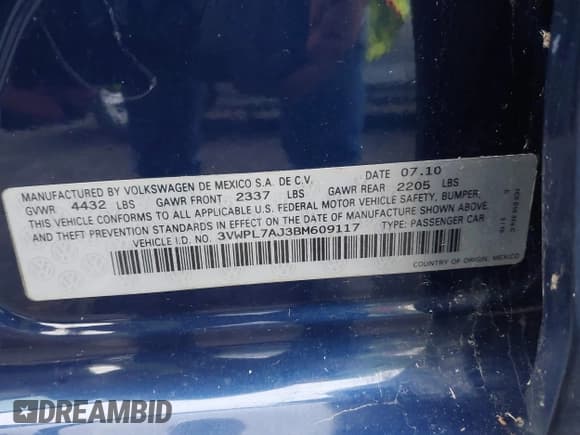 MANUFACTURED BY VOLKSWAGEN DE MEXICO S.A. DE C.V. DATE 07.10
GVWR 4432 LBS GAWR FRONT 2337 LBS GAWR REAR 2205 LBS
THIS VEHICLE CONFORMS TO ALL APPLICABLE U.S. FEDERAL MOTOR VEHICLE SAFETY, BUMPER,
AND THEFT PREVENTION STANDARDS IN EFFECT ON THE DATE OF MANUFACTURE SHOWN ABOVE.
VEHICLE I.D. NO. 3VWPL7AJ3BM609117 TYPE: PASSENGER CAR
COUNTRY OF ORIGIN, MEXICO
DREAMBID